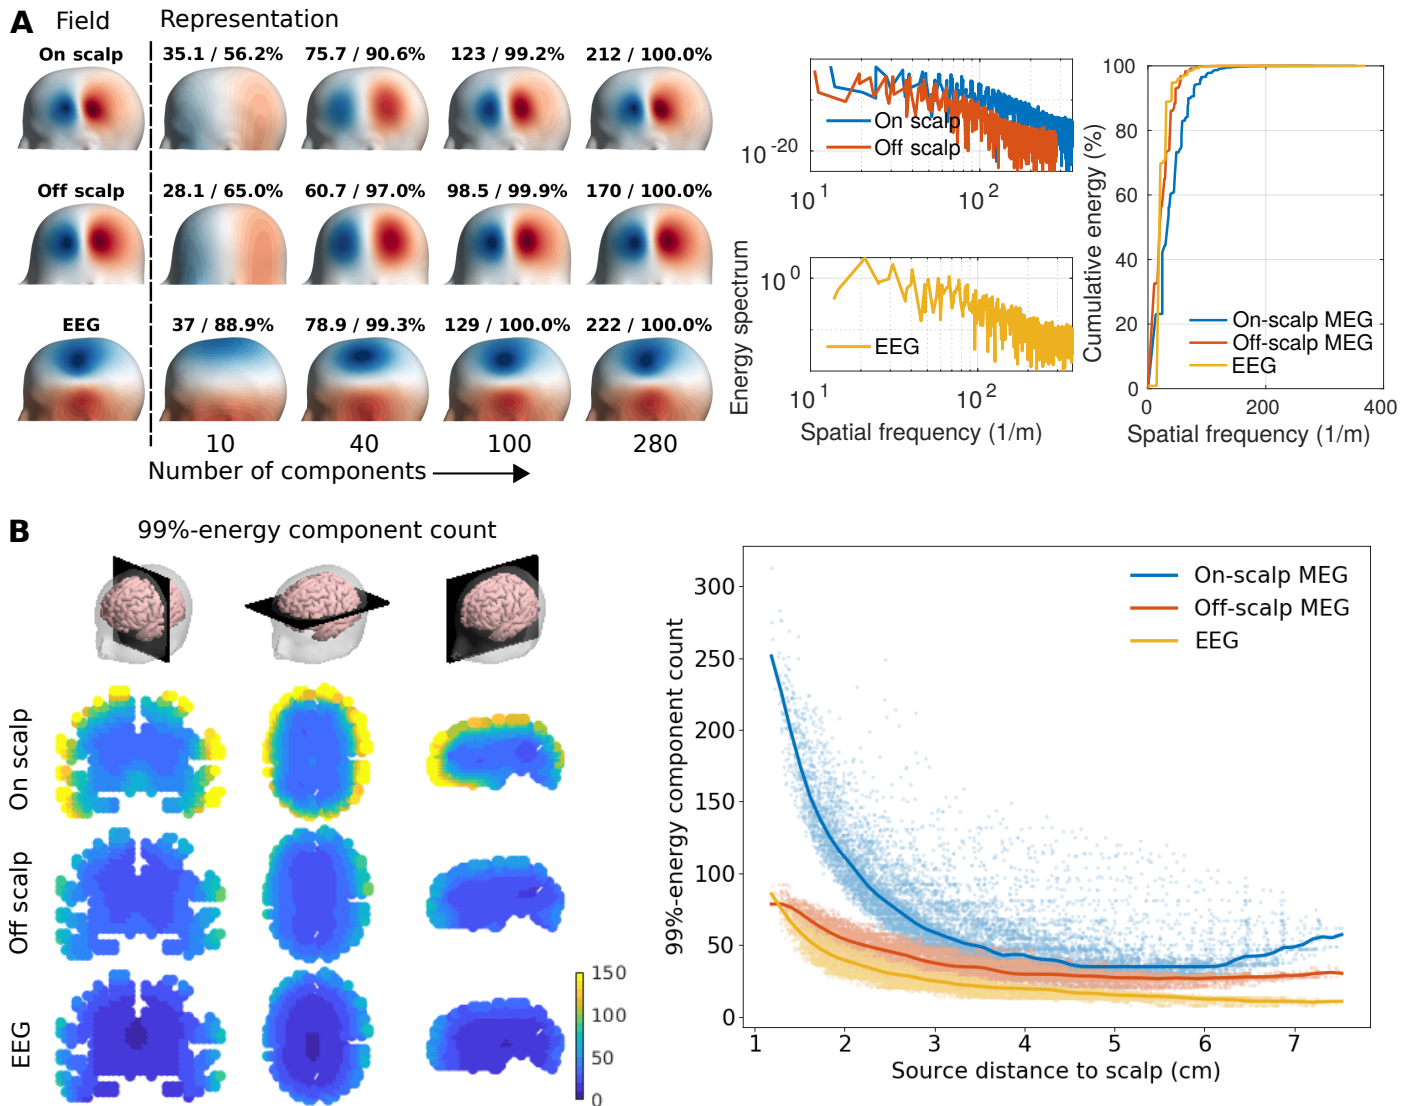 A
Field
Representation
On scalp
35.1 / 56.2%
75.7 / 90.6%
123 / 99.2%
212 / 100.0%
Off scalp
28.1 / 65.0%
60.7 / 97.0%
98.5 / 99.9%
170 / 100.0%
EEG
37 / 88.9%
78.9 / 99.3%
129 / 100.0%
222 / 100.0%
10
40
100
280
Number of components
Energy spectrum
10^-20
On scalp
Off scalp
10^1
10^2
10^0
EEG
10^1
10^2
Spatial frequency (1/m)
Cumulative energy (%)
100
80
60
40
20
0
On-scalp MEG
Off-scalp MEG
EEG
0
200
400
Spatial frequency (1/m)
B
99%-energy component count
On scalp
Off scalp
EEG
150
100
50
0
99%-energy component count
300
250
200
150
100
50
0
On-scalp MEG
Off-scalp MEG
EEG
1
2
3
4
5
6
7
Source distance to scalp (cm)